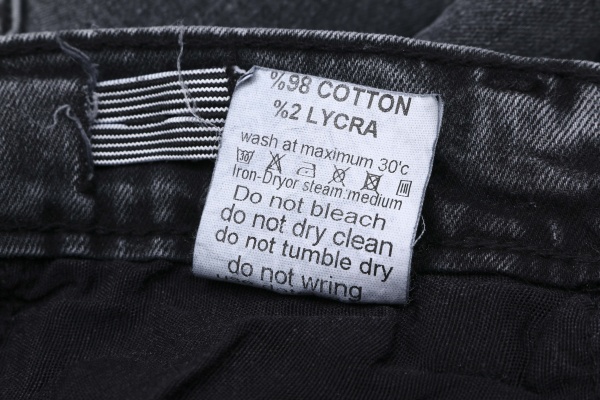 %98 COTTON
%2 LYCRA
wash at maximum 30'c
30
Iron-Dryor steam:medium
Do not bleach
do not dry clean
do not tumble dry
do not wring